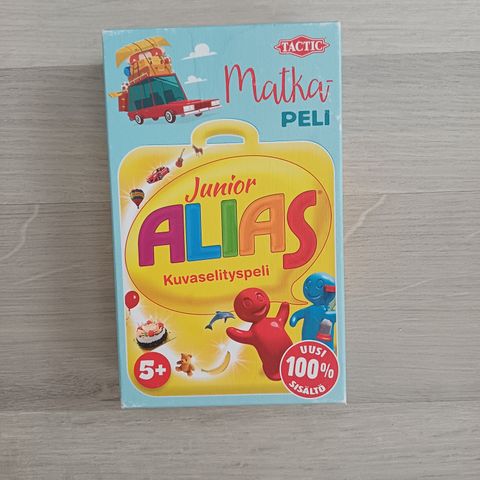 TACTIC
Matka-
PELI
Junior
ALIAS®
Kuvaselityspeli
5+
UUSI
100%
SISÄLTÖ